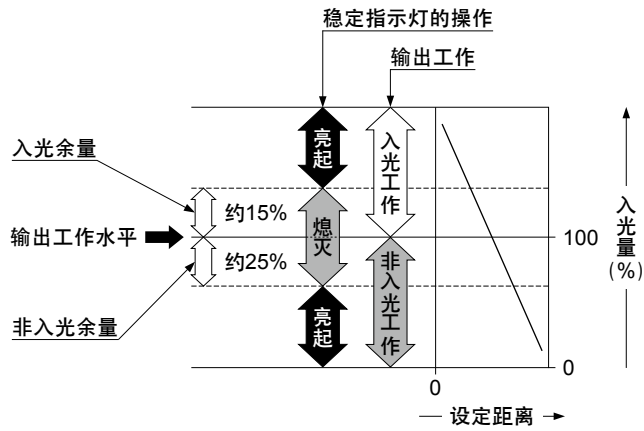 稳定指示灯的操作
输出工作
入光余量
亮起
入光工作
约15%
熄灭
输出工作水平
100
入光量
(%)
约25%
非入光工作
非入光余量
亮起
0
0
设定距离